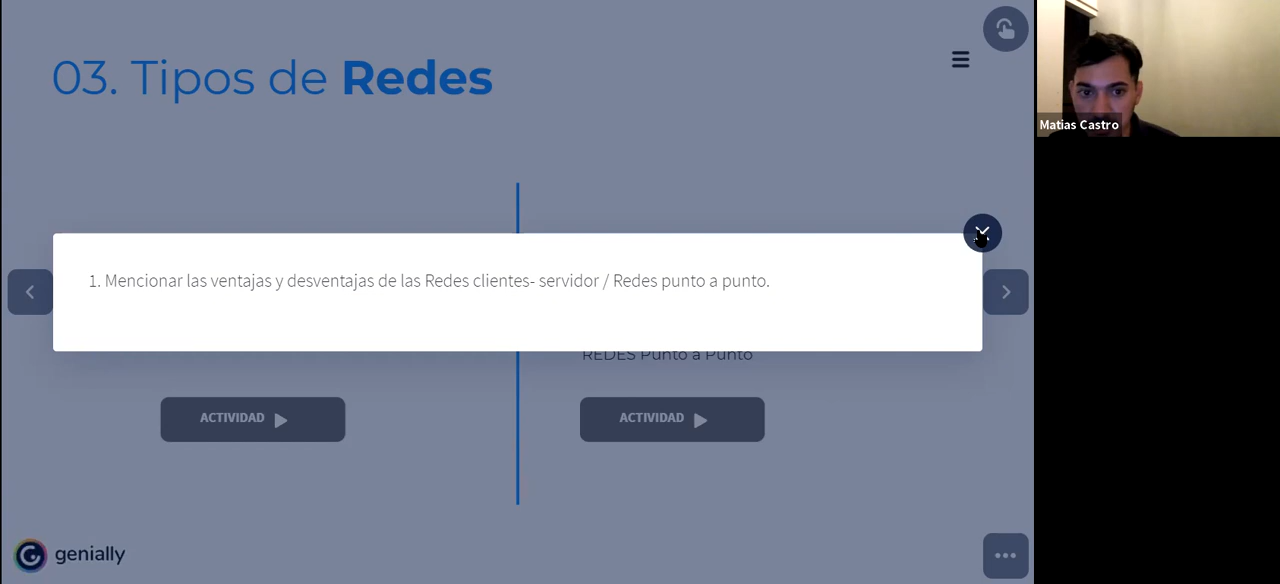 03. Tipos de Redes
Matias Castro
1. Mencionar las ventajas y desventajas de las Redes clientes- servidor / Redes punto a punto.
REDES Punto a Punto
ACTIVIDAD
ACTIVIDAD
genially